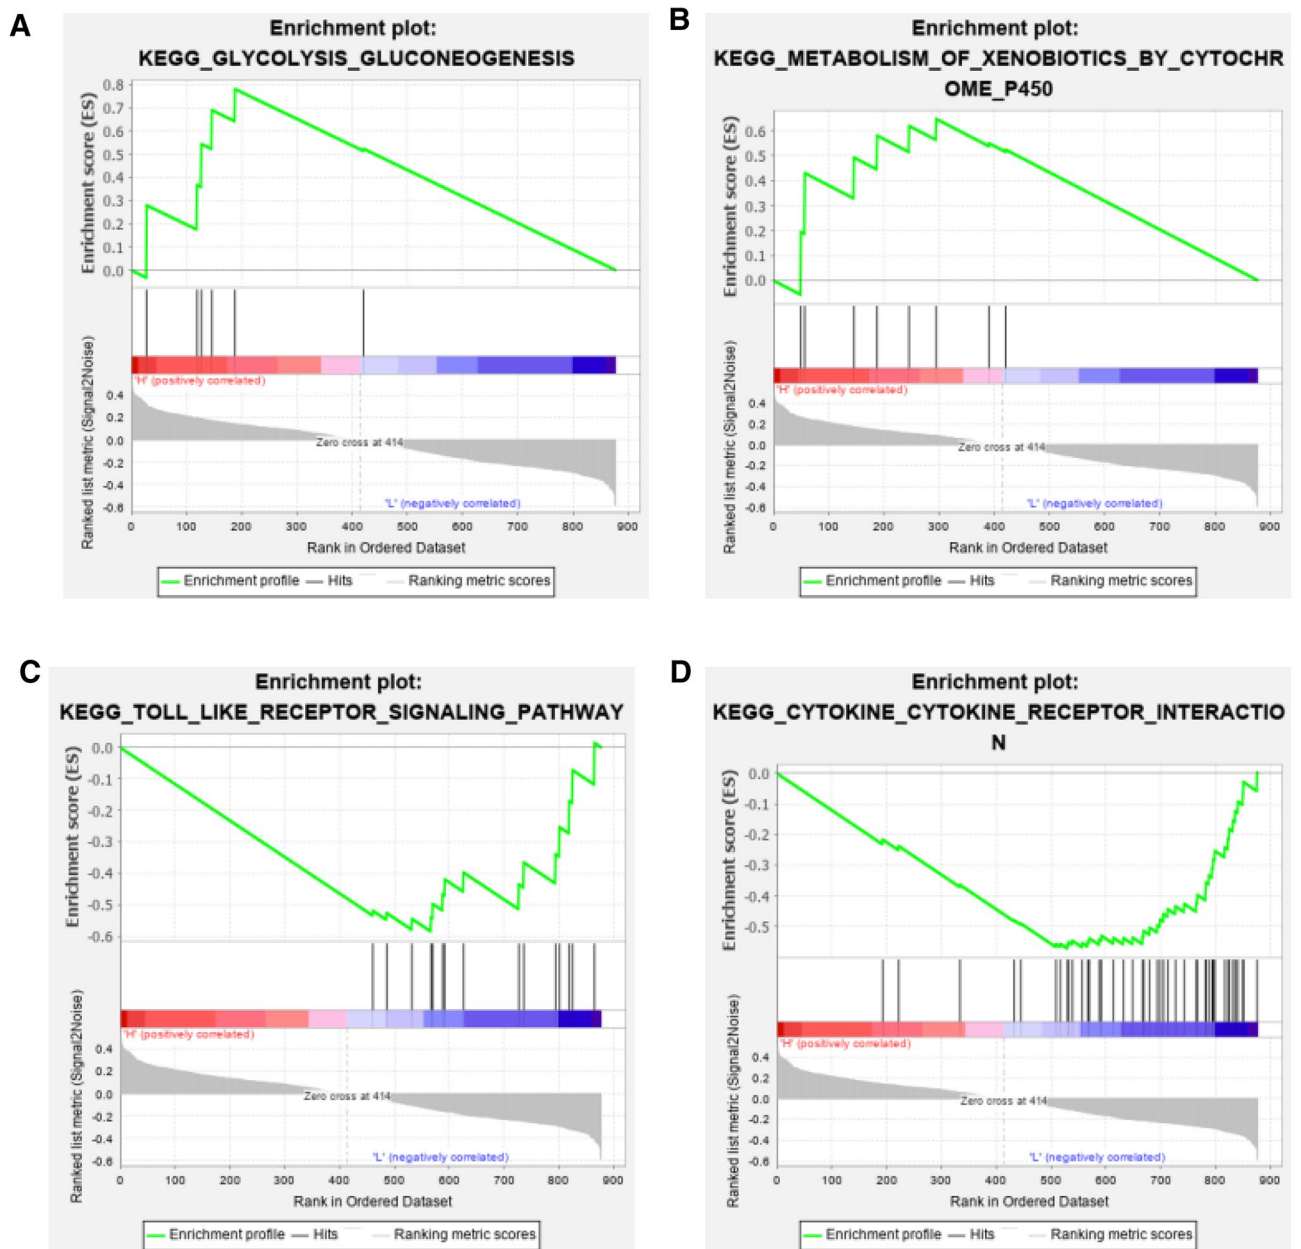 A
Enrichment plot:
KEGG_GLYCOLYSIS_GLUCONEOGENESIS
Enrichment score (ES)
0.8
0.7
0.6
0.5
0.4
0.3
0.2
0.1
0.0
Ranked list metric (Signal2Noise)
'H' (positively correlated)
0.4
0.2
0.0
-0.2
-0.4
-0.6
Zero cross at 414
'L' (negatively correlated)
0 100 200 300 400 500 600 700 800 900
Rank in Ordered Dataset
Enrichment profile Hits Ranking metric scores
B
Enrichment plot:
KEGG_METABOLISM_OF_XENOBIOTICS_BY_CYTOCHR
OME_P450
Enrichment score (ES)
0.6
0.5
0.4
0.3
0.2
0.1
0.0
Ranked list metric (Signal2Noise)
'H' (positively correlated)
0.4
0.2
0.0
-0.2
-0.4
-0.6
Zero cross at 414
'L' (negatively correlated)
0 100 200 300 400 500 600 700 800 900
Rank in Ordered Dataset
Enrichment profile Hits Ranking metric scores
C
Enrichment plot:
KEGG_TOLL_LIKE_RECEPTOR_SIGNALING_PATHWAY
Enrichment score (ES)
0.0
-0.1
-0.2
-0.3
-0.4
-0.5
-0.6
Ranked list metric (Signal2Noise)
'H' (positively correlated)
0.4
0.2
0.0
-0.2
-0.4
-0.6
Zero cross at 414
'L' (negatively correlated)
0 100 200 300 400 500 600 700 800 900
Rank in Ordered Dataset
Enrichment profile Hits Ranking metric scores
D
Enrichment plot:
KEGG_CYTOKINE_CYTOKINE_RECEPTOR_INTERACTIO
N
Enrichment score (ES)
0.0
-0.1
-0.2
-0.3
-0.4
-0.5
Ranked list metric (Signal2Noise)
'H' (positively correlated)
0.4
0.2
0.0
-0.2
-0.4
-0.6
Zero cross at 414
'L' (negatively correlated)
0 100 200 300 400 500 600 700 800 900
Rank in Ordered Dataset
Enrichment profile Hits Ranking metric scores